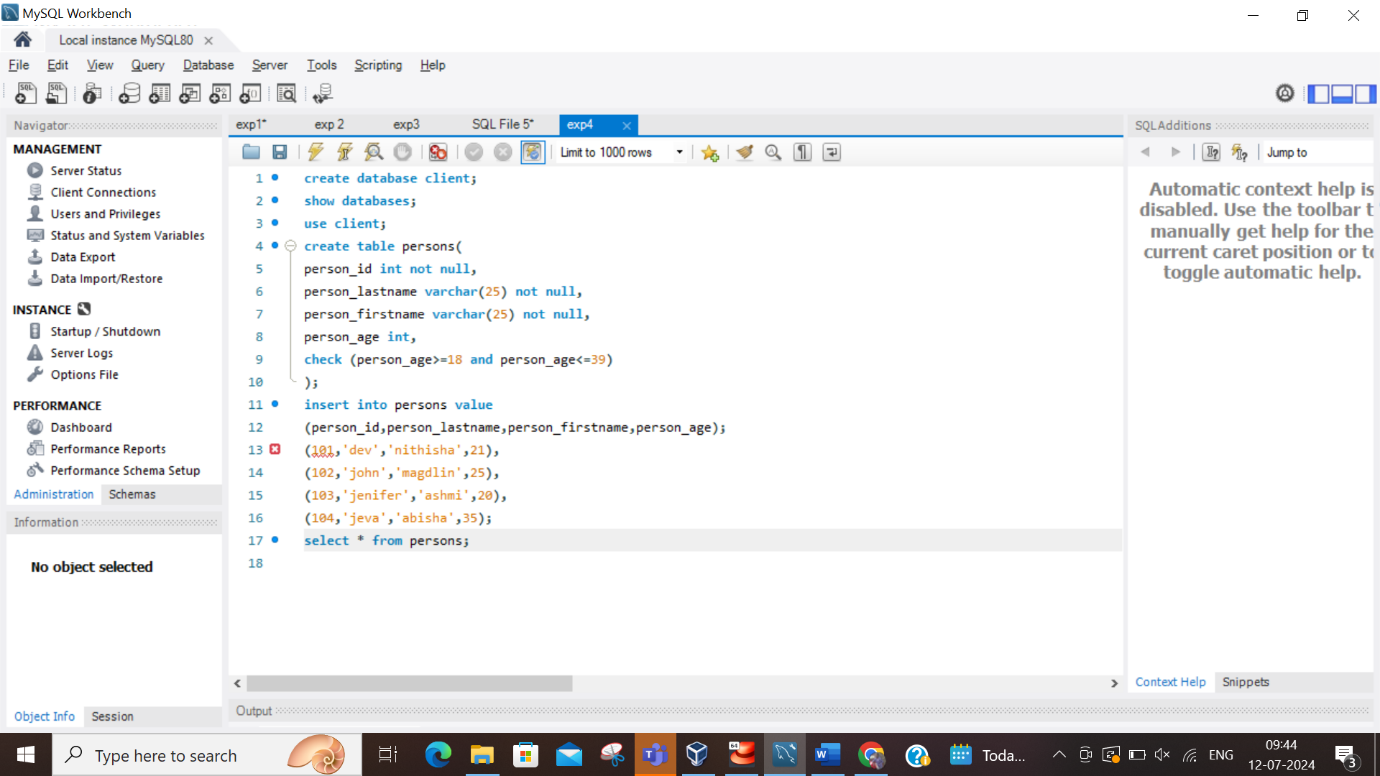 MySQL Workbench
Local instance MySQL80
File Edit View Query Database Server Tools Scripting Help
Navigator
MANAGEMENT
Server Status
Client Connections
Users and Privileges
Status and System Variables
Data Export
Data Import/Restore
INSTANCE
Startup / Shutdown
Server Logs
Options File
PERFORMANCE
Dashboard
Performance Reports
Performance Schema Setup
Administration Schemas
Information
No object selected
Object Info Session
exp1* exp 2 exp3 SQL File 5* exp4
Limit to 1000 rows
1 create database client;
2 show databases;
3 use client;
4 create table persons(
5 person_id int not null,
6 person_lastname varchar(25) not null,
7 person_firstname varchar(25) not null,
8 person_age int,
9 check (person_age>=18 and person_age<=39)
10 );
11 insert into persons value
12 (person_id,person_lastname,person_firstname,person_age);
13 (101,'dev','nithisha',21),
14 (102,'john','magdlin',25),
15 (103,'jenifer','ashmi',20),
16 (104,'jeva','abisha',35);
17 select * from persons;
18
Output
SQLAdditions
Jump to
Automatic context help is
disabled. Use the toolbar t
manually get help for the
current caret position or to
toggle automatic help.
Context Help Snippets
Type here to search
Toda...
ENG
09:44
12-07-2024
3